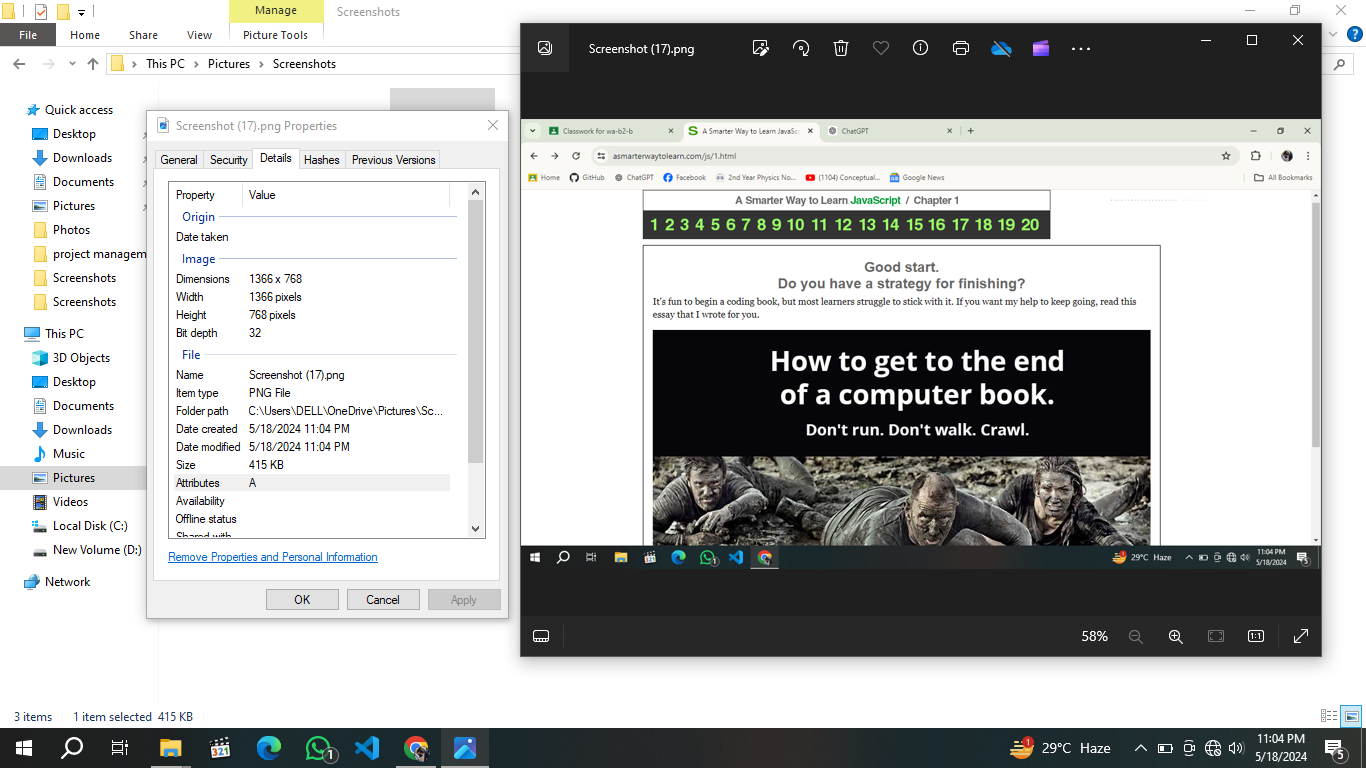 Manage
Screenshots
File
Home
Share
View
Picture Tools
This PC
Pictures
Screenshots
Quick access
Desktop
Downloads
Documents
Pictures
Photos
project managem
Screenshots
Screenshots
This PC
3D Objects
Desktop
Documents
Downloads
Music
Pictures
Videos
Local Disk (C:)
New Volume (D:)
Network
3 items
1 item selected 415 KB
Screenshot (17).png Properties
General
Security
Details
Hashes
Previous Versions
Property Value
Origin
Date taken
Image
Dimensions 1366 x 768
Width 1366 pixels
Height 768 pixels
Bit depth 32
File
Name Screenshot (17).png
Item type PNG File
Folder path C:\Users\DELL\OneDrive\Pictures\Sc...
Date created 5/18/2024 11:04 PM
Date modified 5/18/2024 11:04 PM
Size 415 KB
Attributes A
Availability
Offline status
Shared with
Remove Properties and Personal Information
OK
Cancel
Apply
Screenshot (17).png
Classwork for wa-b2-b
A Smarter Way to Learn JavaSc
ChatGPT
asmarterwaytolearn.com/js/1.html
Home
GitHub
ChatGPT
Facebook
2nd Year Physics No...
(1104) Conceptual...
Google News
All Bookmarks
A Smarter Way to Learn JavaScript / Chapter 1
1 2 3 4 5 6 7 8 9 10 11 12 13 14 15 16 17 18 19 20
Good start.
Do you have a strategy for finishing?
It's fun to begin a coding book, but most learners struggle to stick with it. If you want my help to keep going, read this
essay that I wrote for you.
How to get to the end
of a computer book.
Don't run. Don't walk. Crawl.
1
29°C Haze
11:04 PM
5/18/2024
5
58%
1:1
321
1
1
29°C Haze
11:04 PM
5/18/2024
5